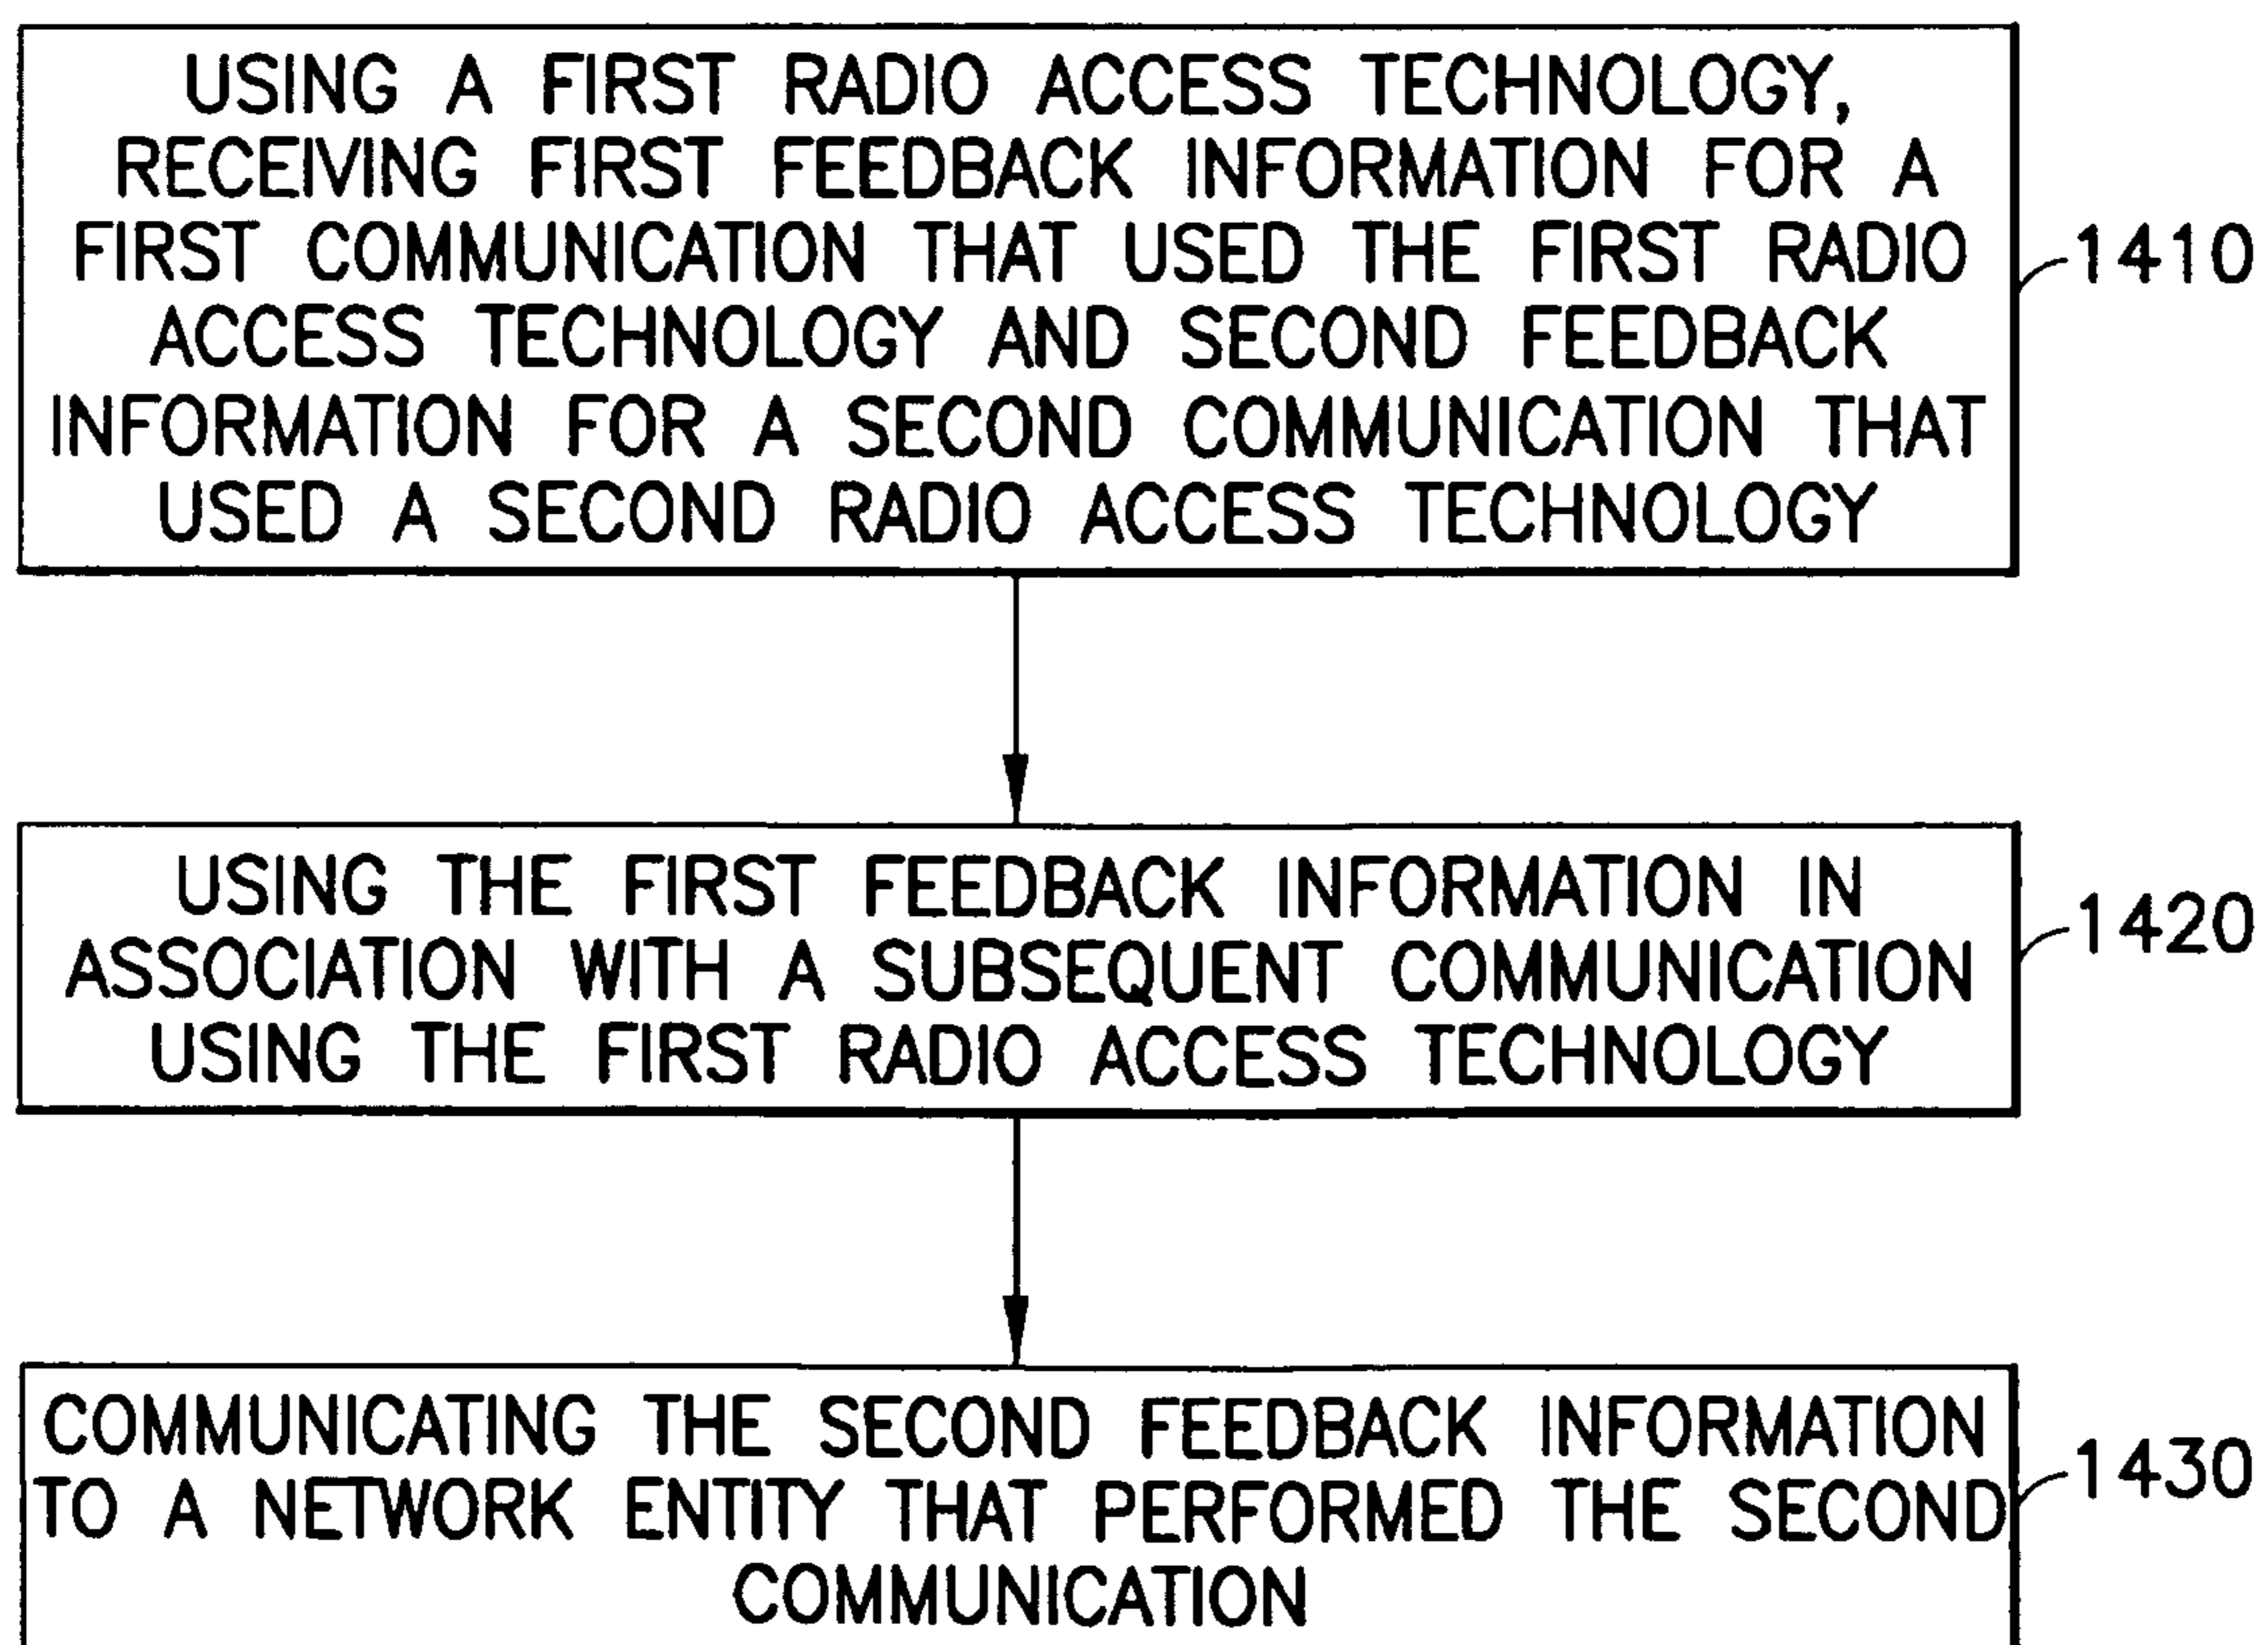 USING A FIRST RADIO ACCESS TECHNOLOGY,
RECEIVING FIRST FEEDBACK INFORMATION FOR A
FIRST COMMUNICATION THAT USED THE FIRST RADIO
ACCESS TECHNOLOGY AND SECOND FEEDBACK
INFORMATION FOR A SECOND COMMUNICATION THAT
USED A SECOND RADIO ACCESS TECHNOLOGY
1410
USING THE FIRST FEEDBACK INFORMATION IN
ASSOCIATION WITH A SUBSEQUENT COMMUNICATION
USING THE FIRST RADIO ACCESS TECHNOLOGY
1420
COMMUNICATING THE SECOND FEEDBACK INFORMATION
TO A NETWORK ENTITY THAT PERFORMED THE SECOND
COMMUNICATION
1430